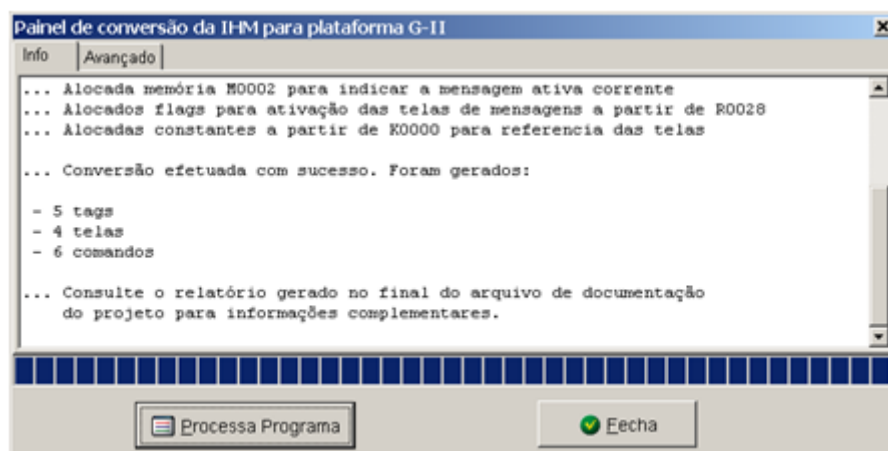 Painel de conversão da IHM para plataforma G-II
Info
Avançado
... Alocada memória M0002 para indicar a mensagem ativa corrente
... Alocados flags para ativação das telas de mensagens a partir de R0028
... Alocadas constantes a partir de K0000 para referencia das telas
... Conversão efetuada com sucesso. Foram gerados:
- 5 tags
- 4 telas
- 6 comandos
... Consulte o relatório gerado no final do arquivo de documentação
do projeto para informações complementares.
Processa Programa
Fecha